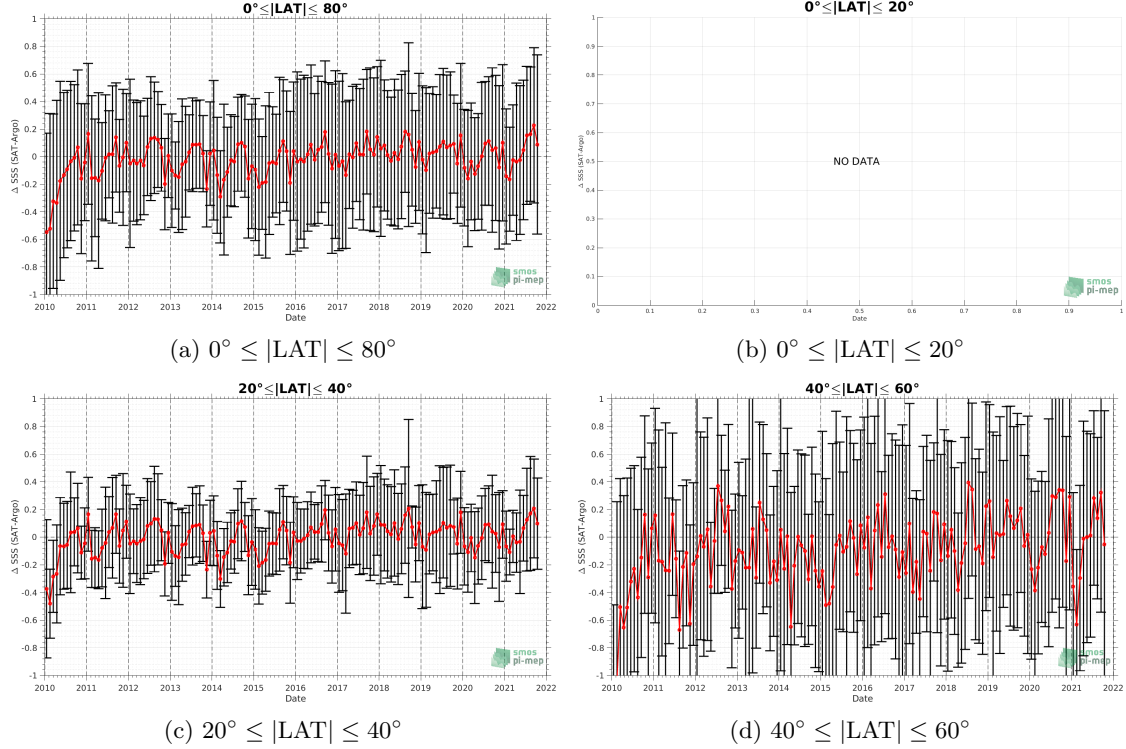 0°≤|LAT|≤ 80°
1
0.8
0.6
0.4
0.2
0
-0.2
-0.4
-0.6
-0.8
-1
Δ SSS (SAT-Argo)
2010 2011 2012 2013 2014 2015 2016 2017 2018 2019 2020 2021 2022
Date
smos
pi-mep
(a) 0° ≤ |LAT| ≤ 80°
0°≤|LAT|≤ 20°
1
0.9
0.8
0.7
0.6
0.5
0.4
0.3
0.2
0.1
0
Δ SSS (SAT-Argo)
NO DATA
0 0.1 0.2 0.3 0.4 0.5 0.6 0.7 0.8 0.9 1
Date
smos
pi-mep
(b) 0° ≤ |LAT| ≤ 20°
20°≤|LAT|≤ 40°
1
0.8
0.6
0.4
0.2
0
-0.2
-0.4
-0.6
-0.8
-1
Δ SSS (SAT-Argo)
2010 2011 2012 2013 2014 2015 2016 2017 2018 2019 2020 2021 2022
Date
smos
pi-mep
(c) 20° ≤ |LAT| ≤ 40°
40°≤|LAT|≤ 60°
1
0.8
0.6
0.4
0.2
0
-0.2
-0.4
-0.6
-0.8
-1
Δ SSS (SAT-Argo)
2010 2011 2012 2013 2014 2015 2016 2017 2018 2019 2020 2021 2022
Date
smos
pi-mep
(d) 40° ≤ |LAT| ≤ 60°